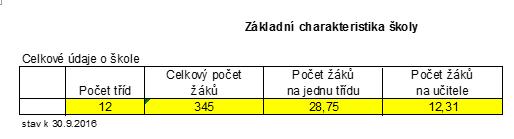 Základní charakteristika školy
Celkové údaje o škole
Počet tříd Celkový počet žáků Počet žáků na jednu třídu Počet žáků na učitele
12 345 28,75 12,31
stav k 30.9.2016